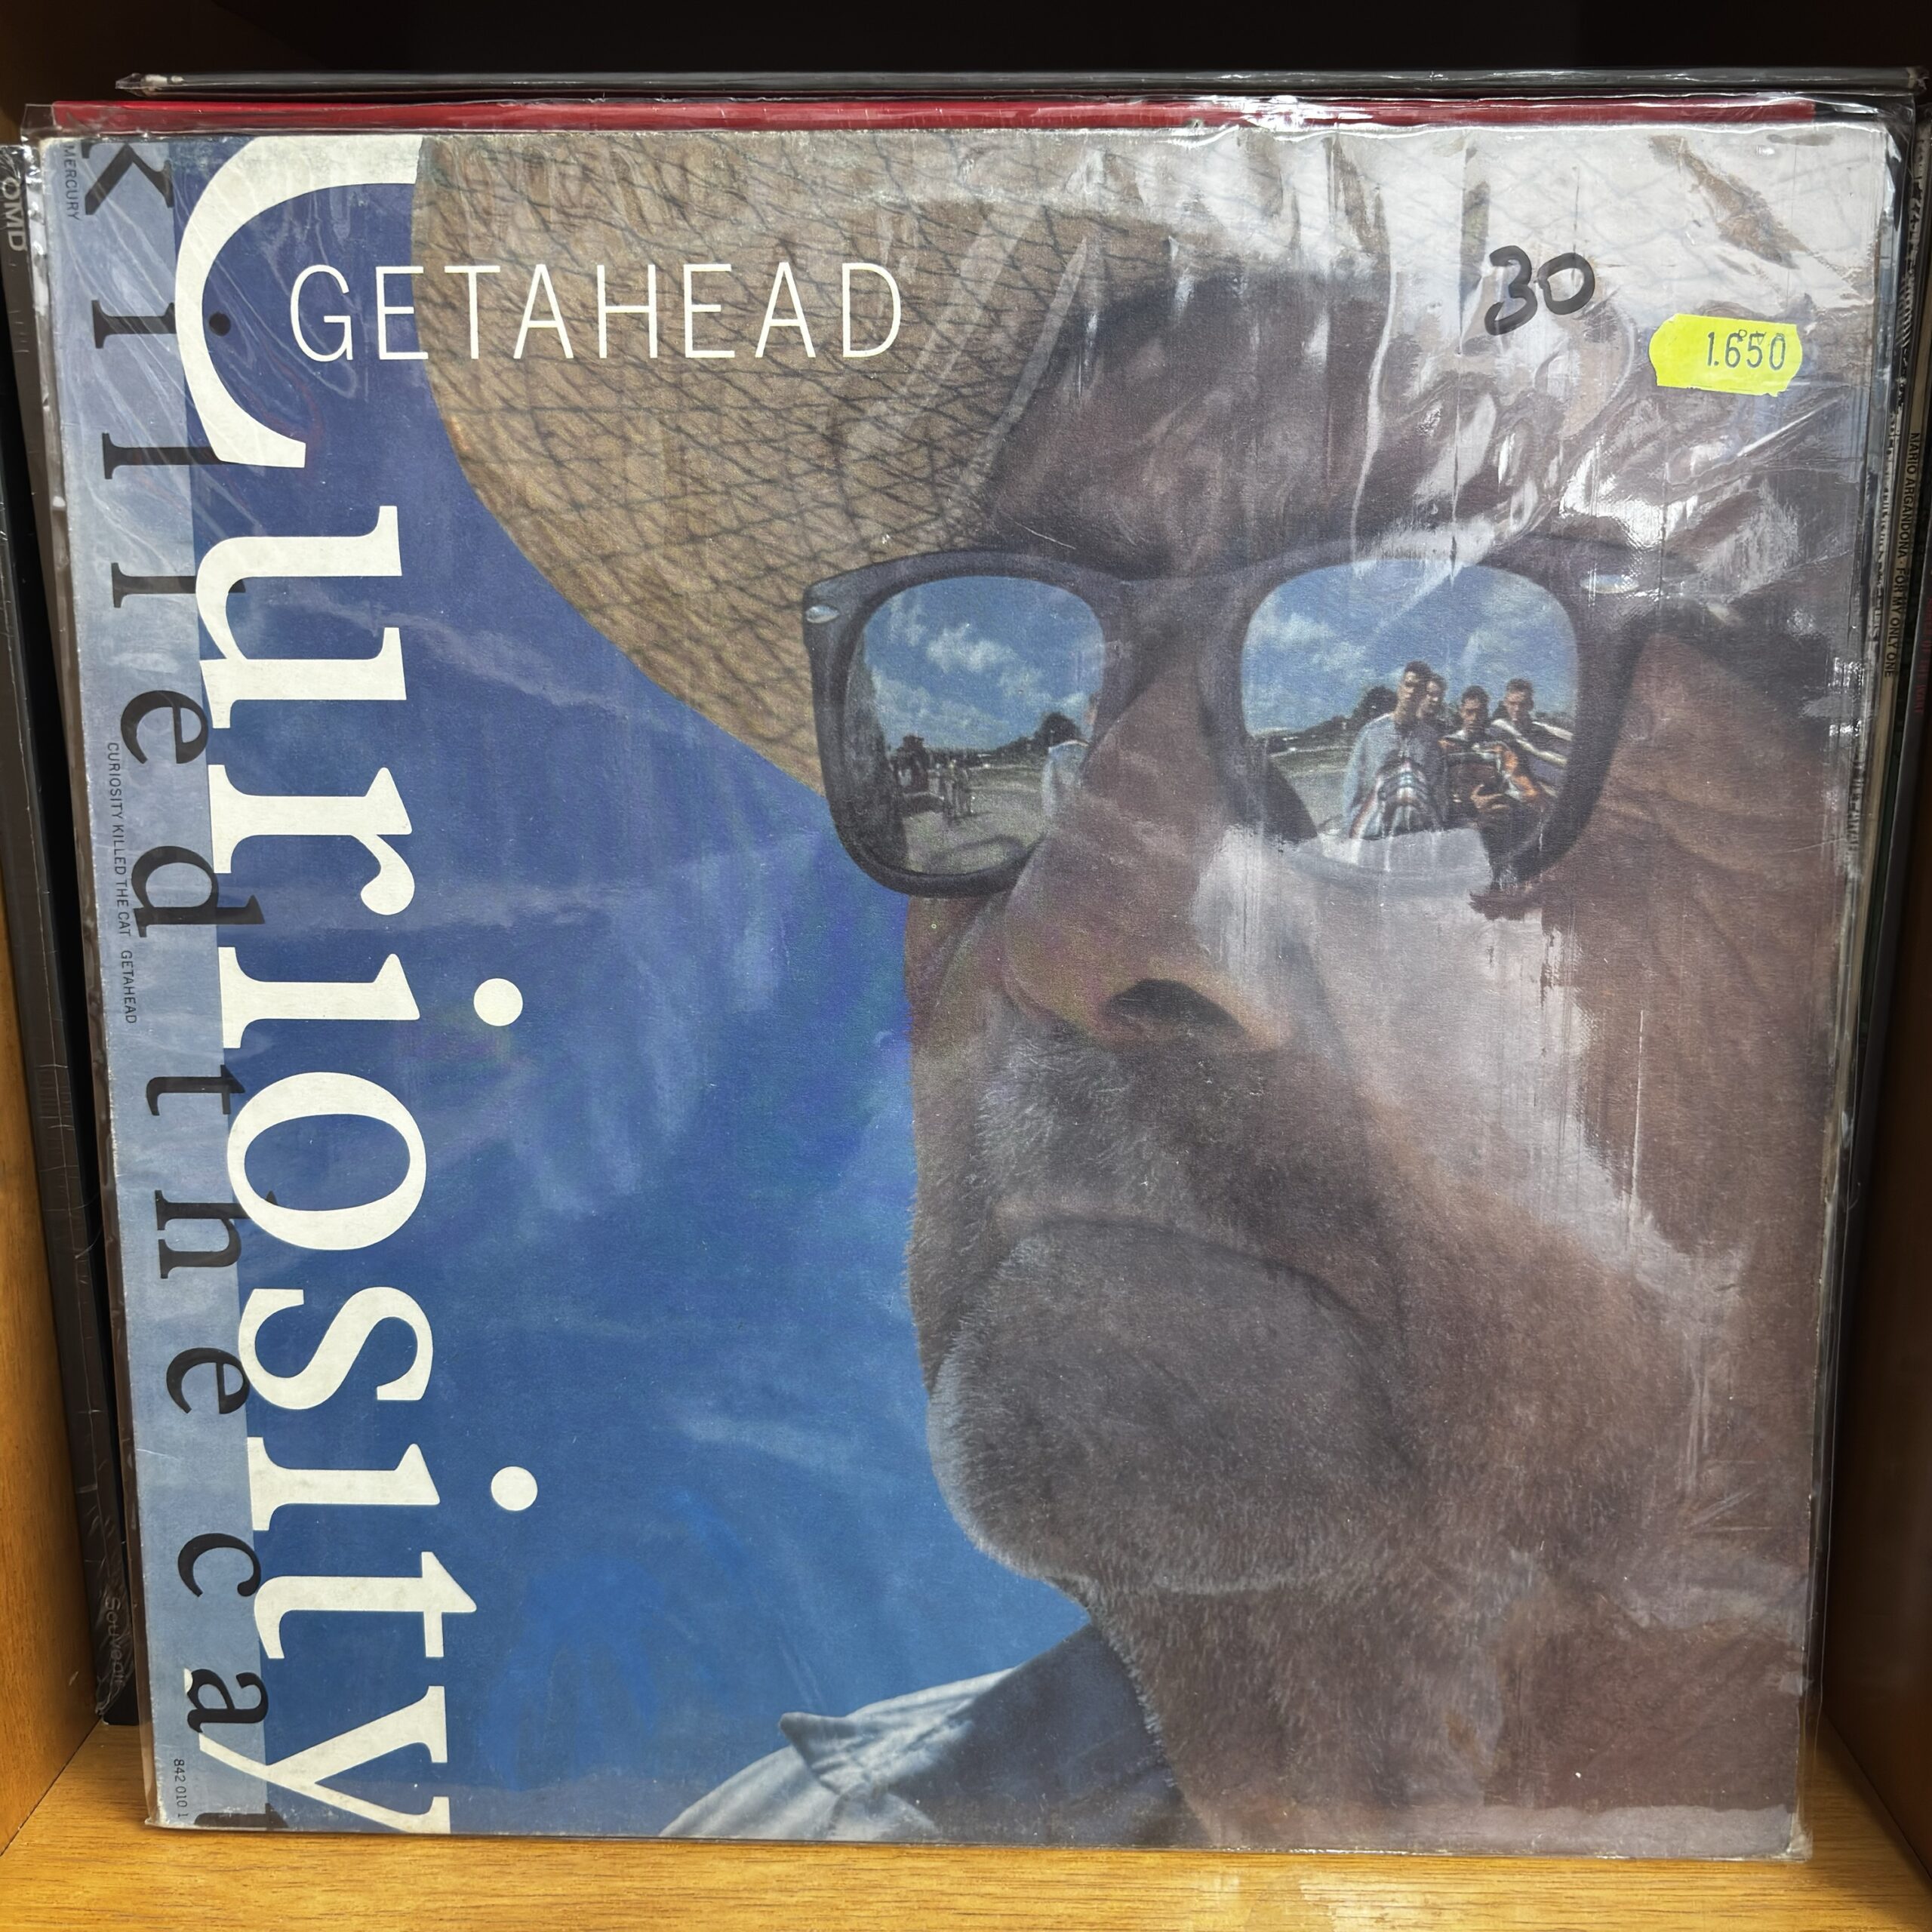 MERCURY
killed the cat
Curiosity
GETAHEAD
30
1.650
CURIOSITY KILLED THE CAT GETAHEAD
842 010 1
OMD
MARIO ARGANDOÑA · FOR MY ONLY ONE